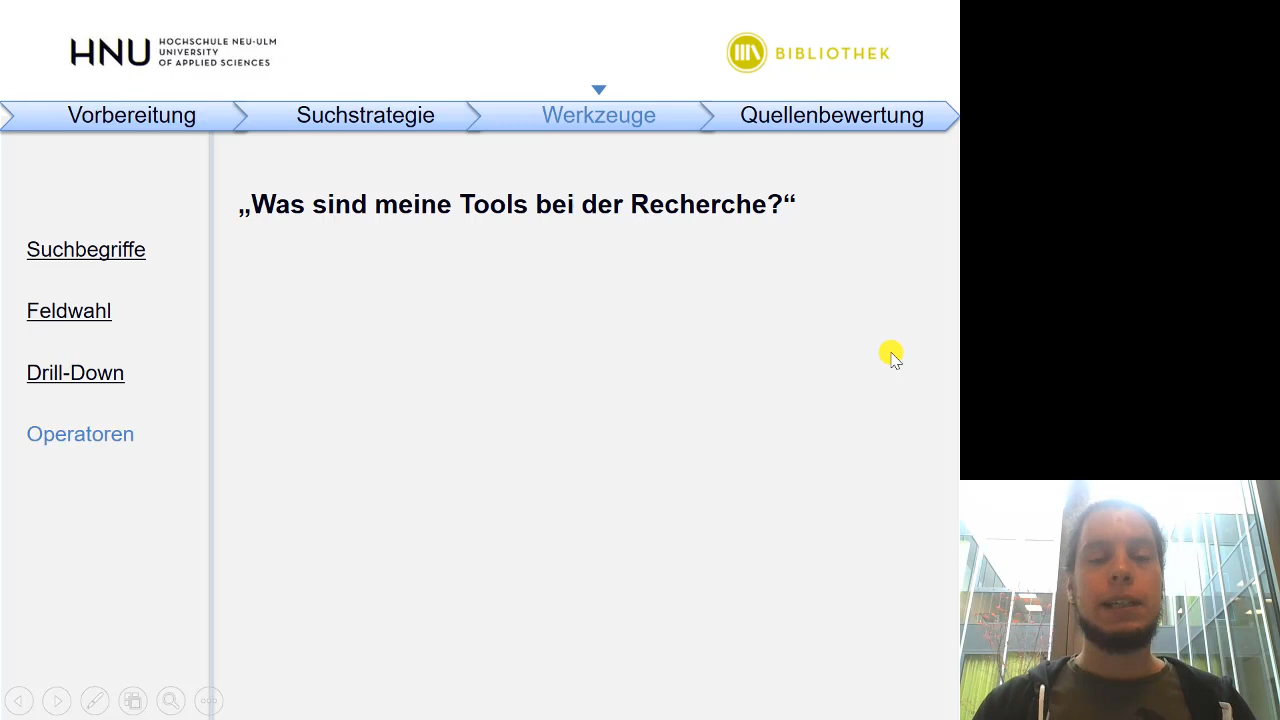 HNU HOCHSCHULE NEU-ULM
UNIVERSITY
OF APPLIED SCIENCES
BIBLIOTHEK
Vorbereitung
Suchstrategie
Werkzeuge
Quellenbewertung
„Was sind meine Tools bei der Recherche?“
Suchbegriffe
Feldwahl
Drill-Down
Operatoren